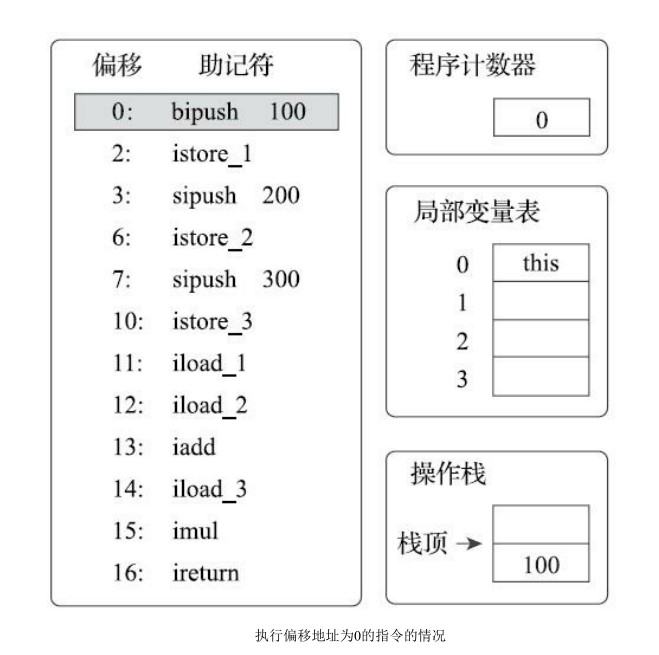 偏移 助记符
0: bipush 100
2: istore_1
3: sipush 200
6: istore_2
7: sipush 300
10: istore_3
11: iload_1
12: iload_2
13: iadd
14: iload_3
15: imul
16: ireturn
程序计数器
0
局部变量表
0 this
1
2
3
操作栈
栈顶
100
执行偏移地址为0的指令的情况